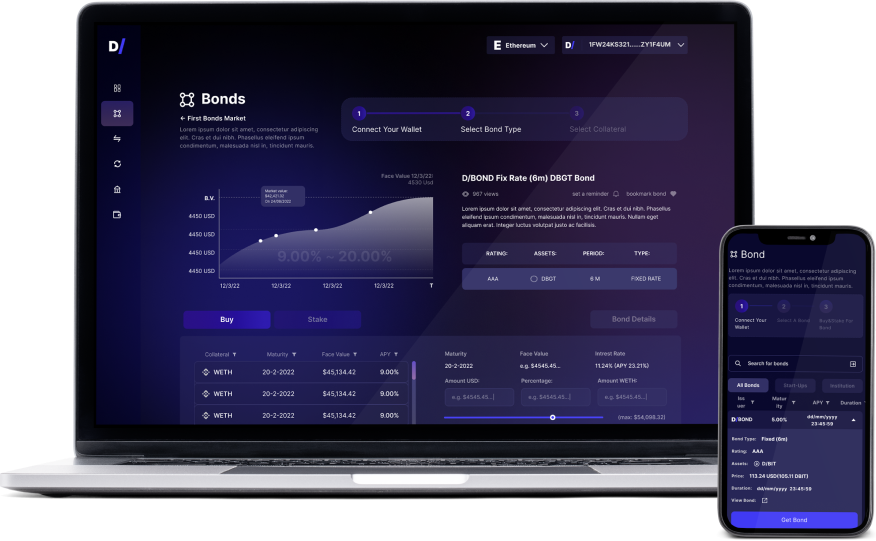 D/
E Ethereum
D/ 1FW24KS321......ZY1F4UM
Bonds
← First Bonds Market
Lorem ipsum dolor sit amet, consectetur adipiscing
elit. Cras et dui nibh. Phasellus eleifend ipsum
condimentum, malesuada nisl in, tincidunt mauris.
1 2 3
Connect Your Wallet Select Bond Type Select Collateral
Face Value 12/3/22:
4530 Usd
Market value
$42,451.02
On 24/08/2022
B.V.
4450 USD
4450 USD
4450 USD
4450 USD
9.00% ~ 20.00%
12/3/22 12/3/22 12/3/22 12/3/22 T
D/BOND Fix Rate (6m) DBGT Bond
967 views set a reminder bookmark bond
Lorem ipsum dolor sit amet, consectetur adipiscing elit. Cras et dui nibh. Phasellus
eleifend ipsum condimentum, malesuada nisl in, tincidunt mauris. Nullam eget
aliquam erat. Integer luctus volutpat justo ac facilisis.
RATING: ASSETS: PERIOD: TYPE:
AAA DBGT 6 M FIXED RATE
Buy Stake Bond Details
Collateral Maturity Face Value APY
WETH 20-2-2022 $45,134.42 9.00%
WETH 20-2-2022 $45,134.42 9.00%
WETH 20-2-2022 $45,134.42 9.00%
Maturity Face Value Intrest Rate
20-2-2022 e.g. $4545.45... 11.24% (APY 23.21%)
Amount USD: Percentage: Amount WETH:
e.g. $4545.45...] e.g. $4545.45...] e.g. $4545.45...]
(max: $54,099.32)
Bond
Lorem ipsum dolor sit amet, consectetur adipiscing
elit. Cras et dui nibh. Phasellus eleifend ipsum
condimentum, malesuada nisl in, tincidunt mauris.
1 2 3
Connect Your Select A Bond Buy&Stake For
Wallet Bond
Search for bonds
All Bonds Start-Ups Institution
Iss Matur APY Duration
uer ity
D/BOND 5.00% dd/mm/yyyy
23-45-59
Bond Type: Fixed (6m)
Rating: AAA
Assets: D/BIT
Price: 113.24 USD(105.11 DBIT)
Duration: dd/mm/yyyy 23-45-59
View Bond:
Get Bond